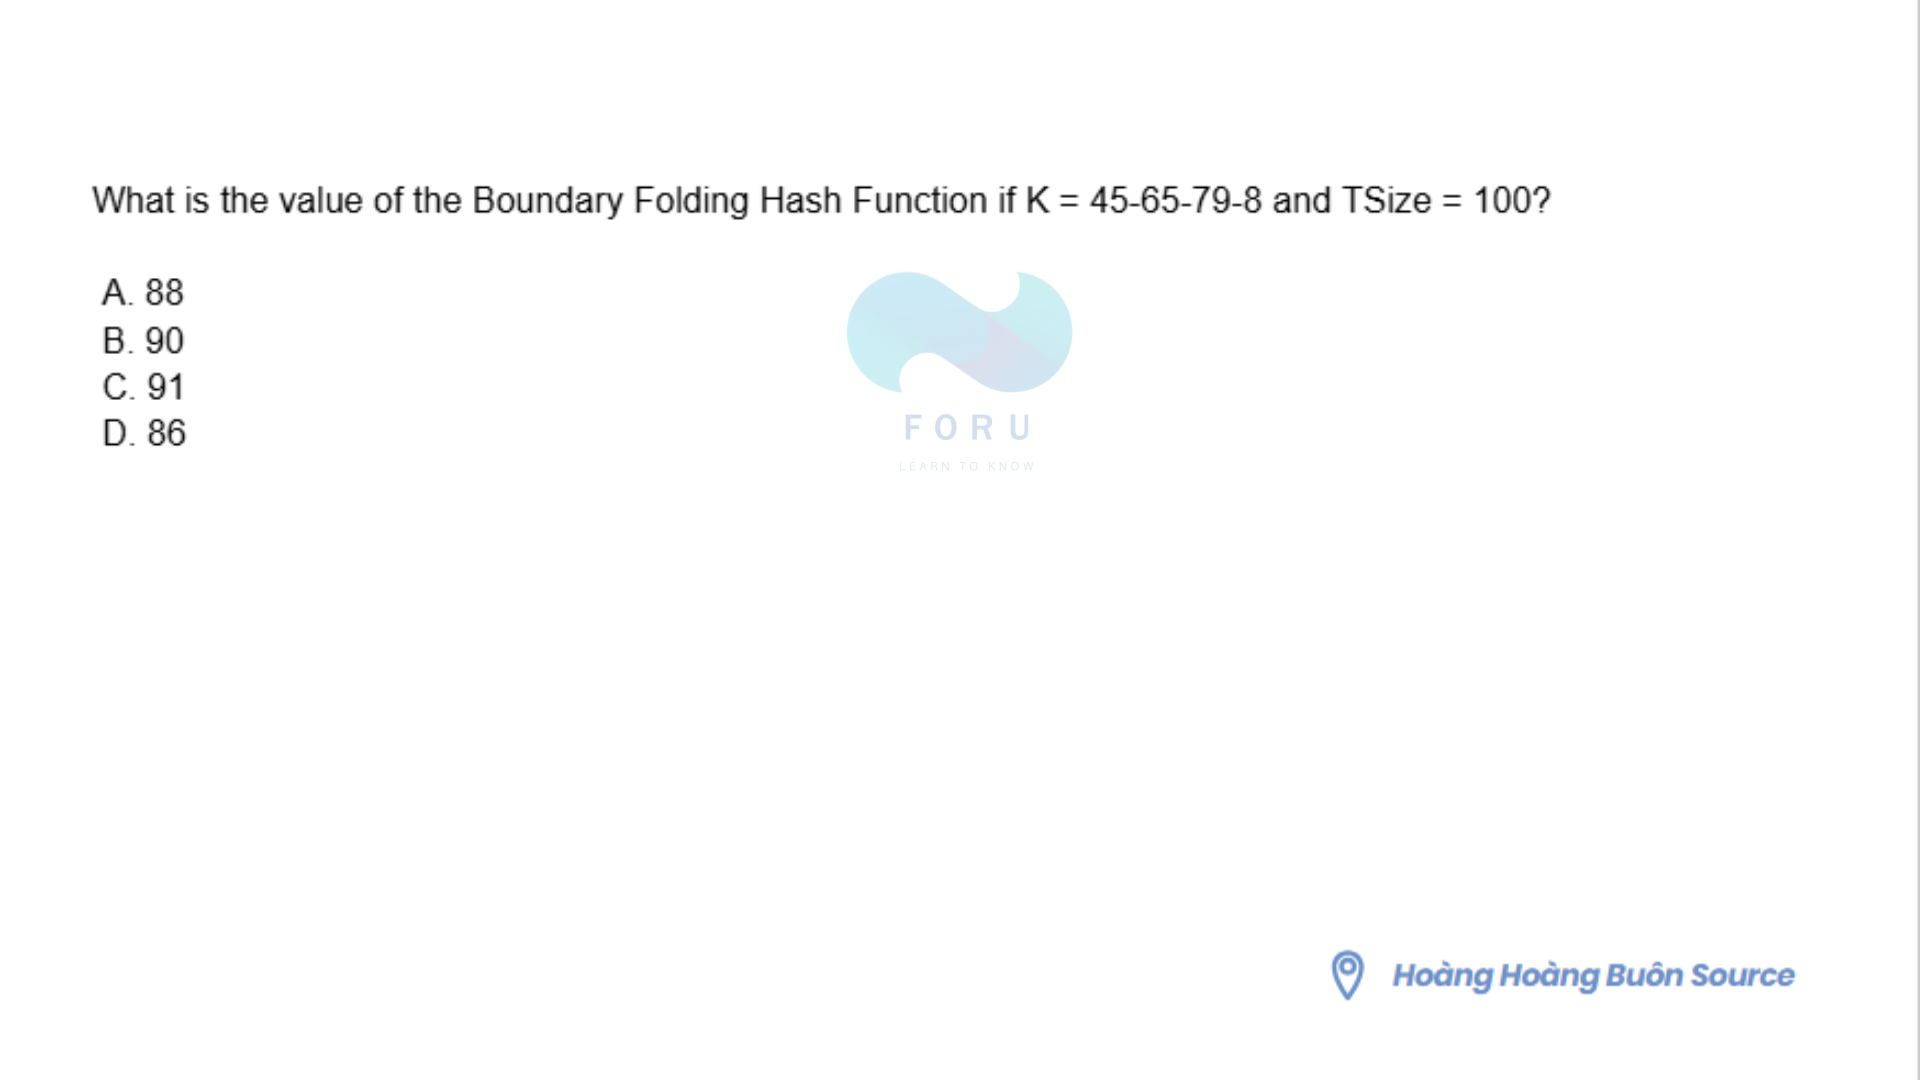 What is the value of the Boundary Folding Hash Function if K = 45-65-79-8 and TSize = 100?
A. 88
B. 90
C. 91
D. 86
FORU
LEARN TO KNOW
Hoàng Hoàng Buôn Source